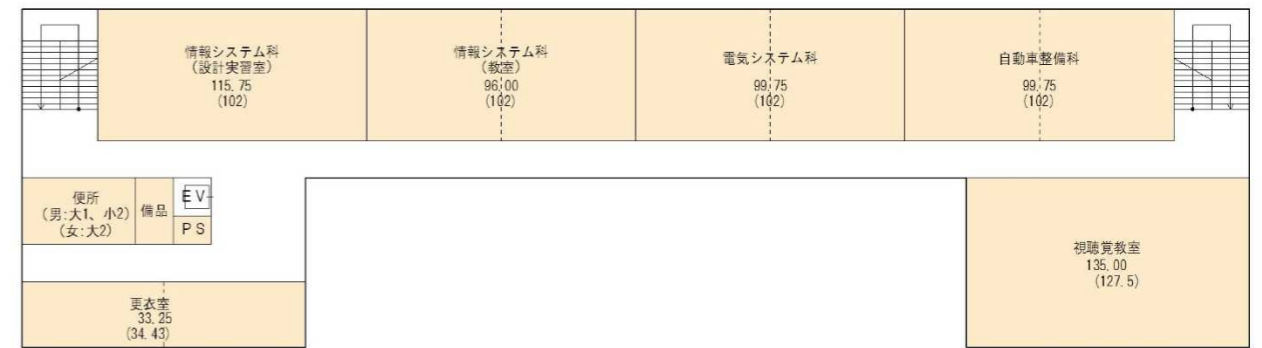 情報システム科
（設計実習室）
115.75
(102)
情報システム科
（教室）
96.00
(102)
電気システム科
99.75
(102)
自動車整備科
99.75
(102)
便所
（男:大1、小2）
（女:大2）
備品
EV
PS
視聴覚教室
135.00
(127.5)
更衣室
33.25
(34.43)